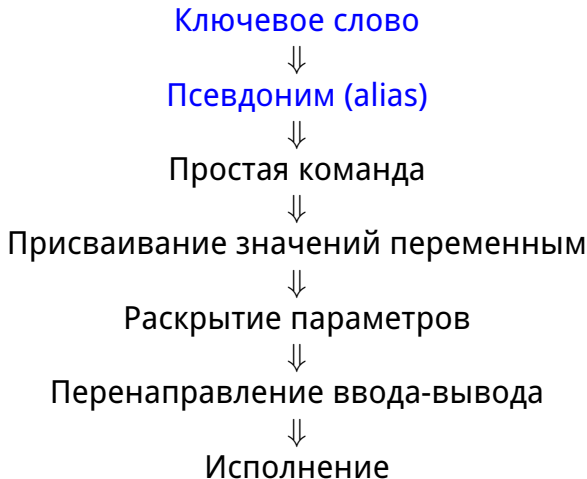 Ключевое слово
⇓
Псевдоним (alias)
⇓
Простая команда
⇓
Присваивание значений переменным
⇓
Раскрытие параметров
⇓
Перенаправление ввода-вывода
⇓
Исполнение